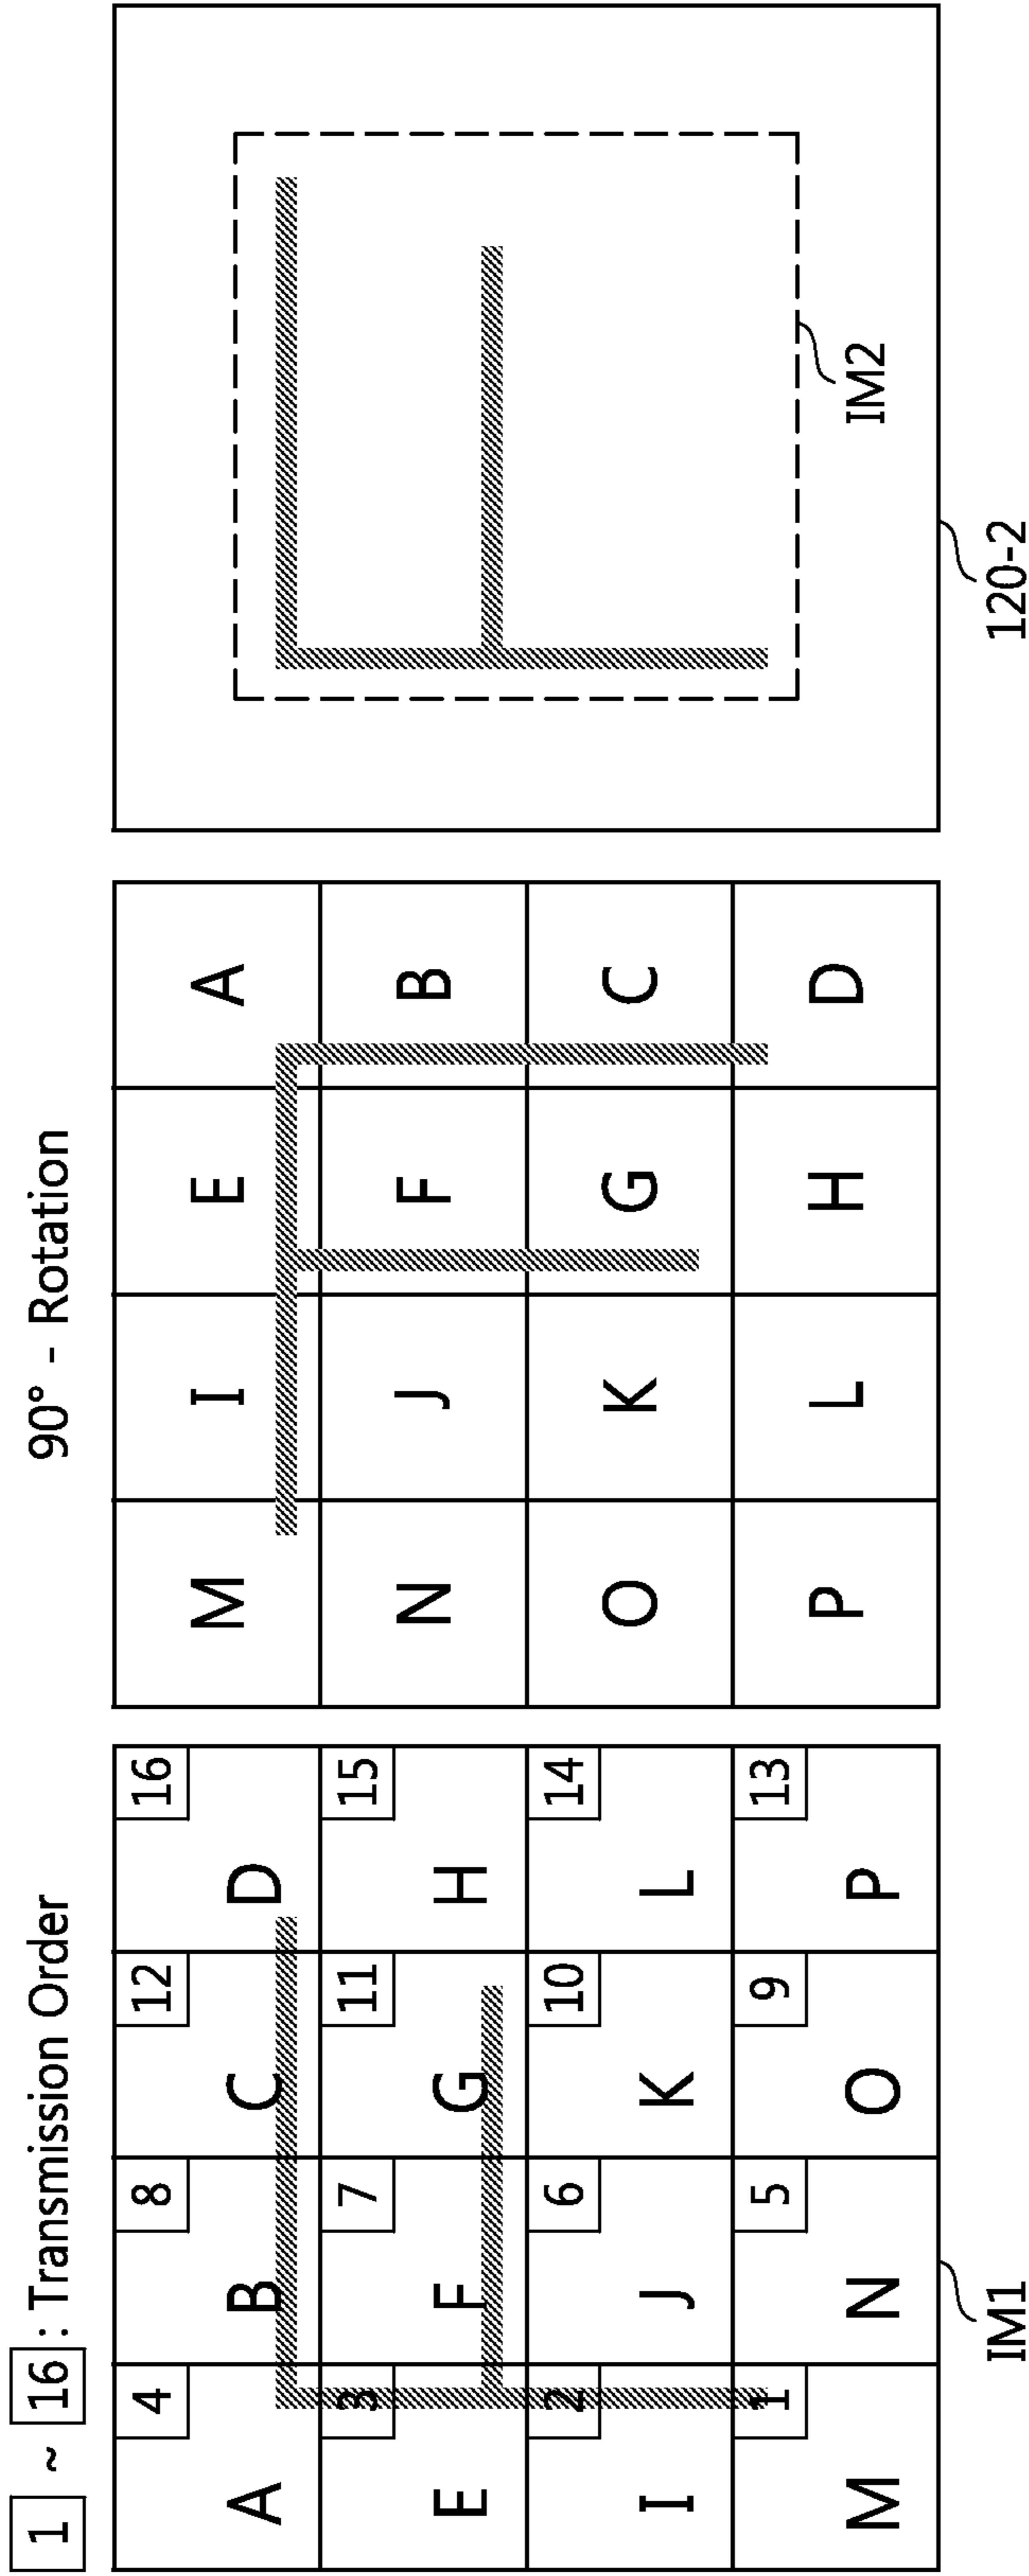 1 ~ 16 : Transmission Order
4 8 12 16
A B C D
3 7 11 15
E F G H
2 6 10 14
I J K L
1 5 9 13
M N O P
IM1
90° - Rotation
M I E A
N J F B
O K G C
P L H D
IM2
120-2